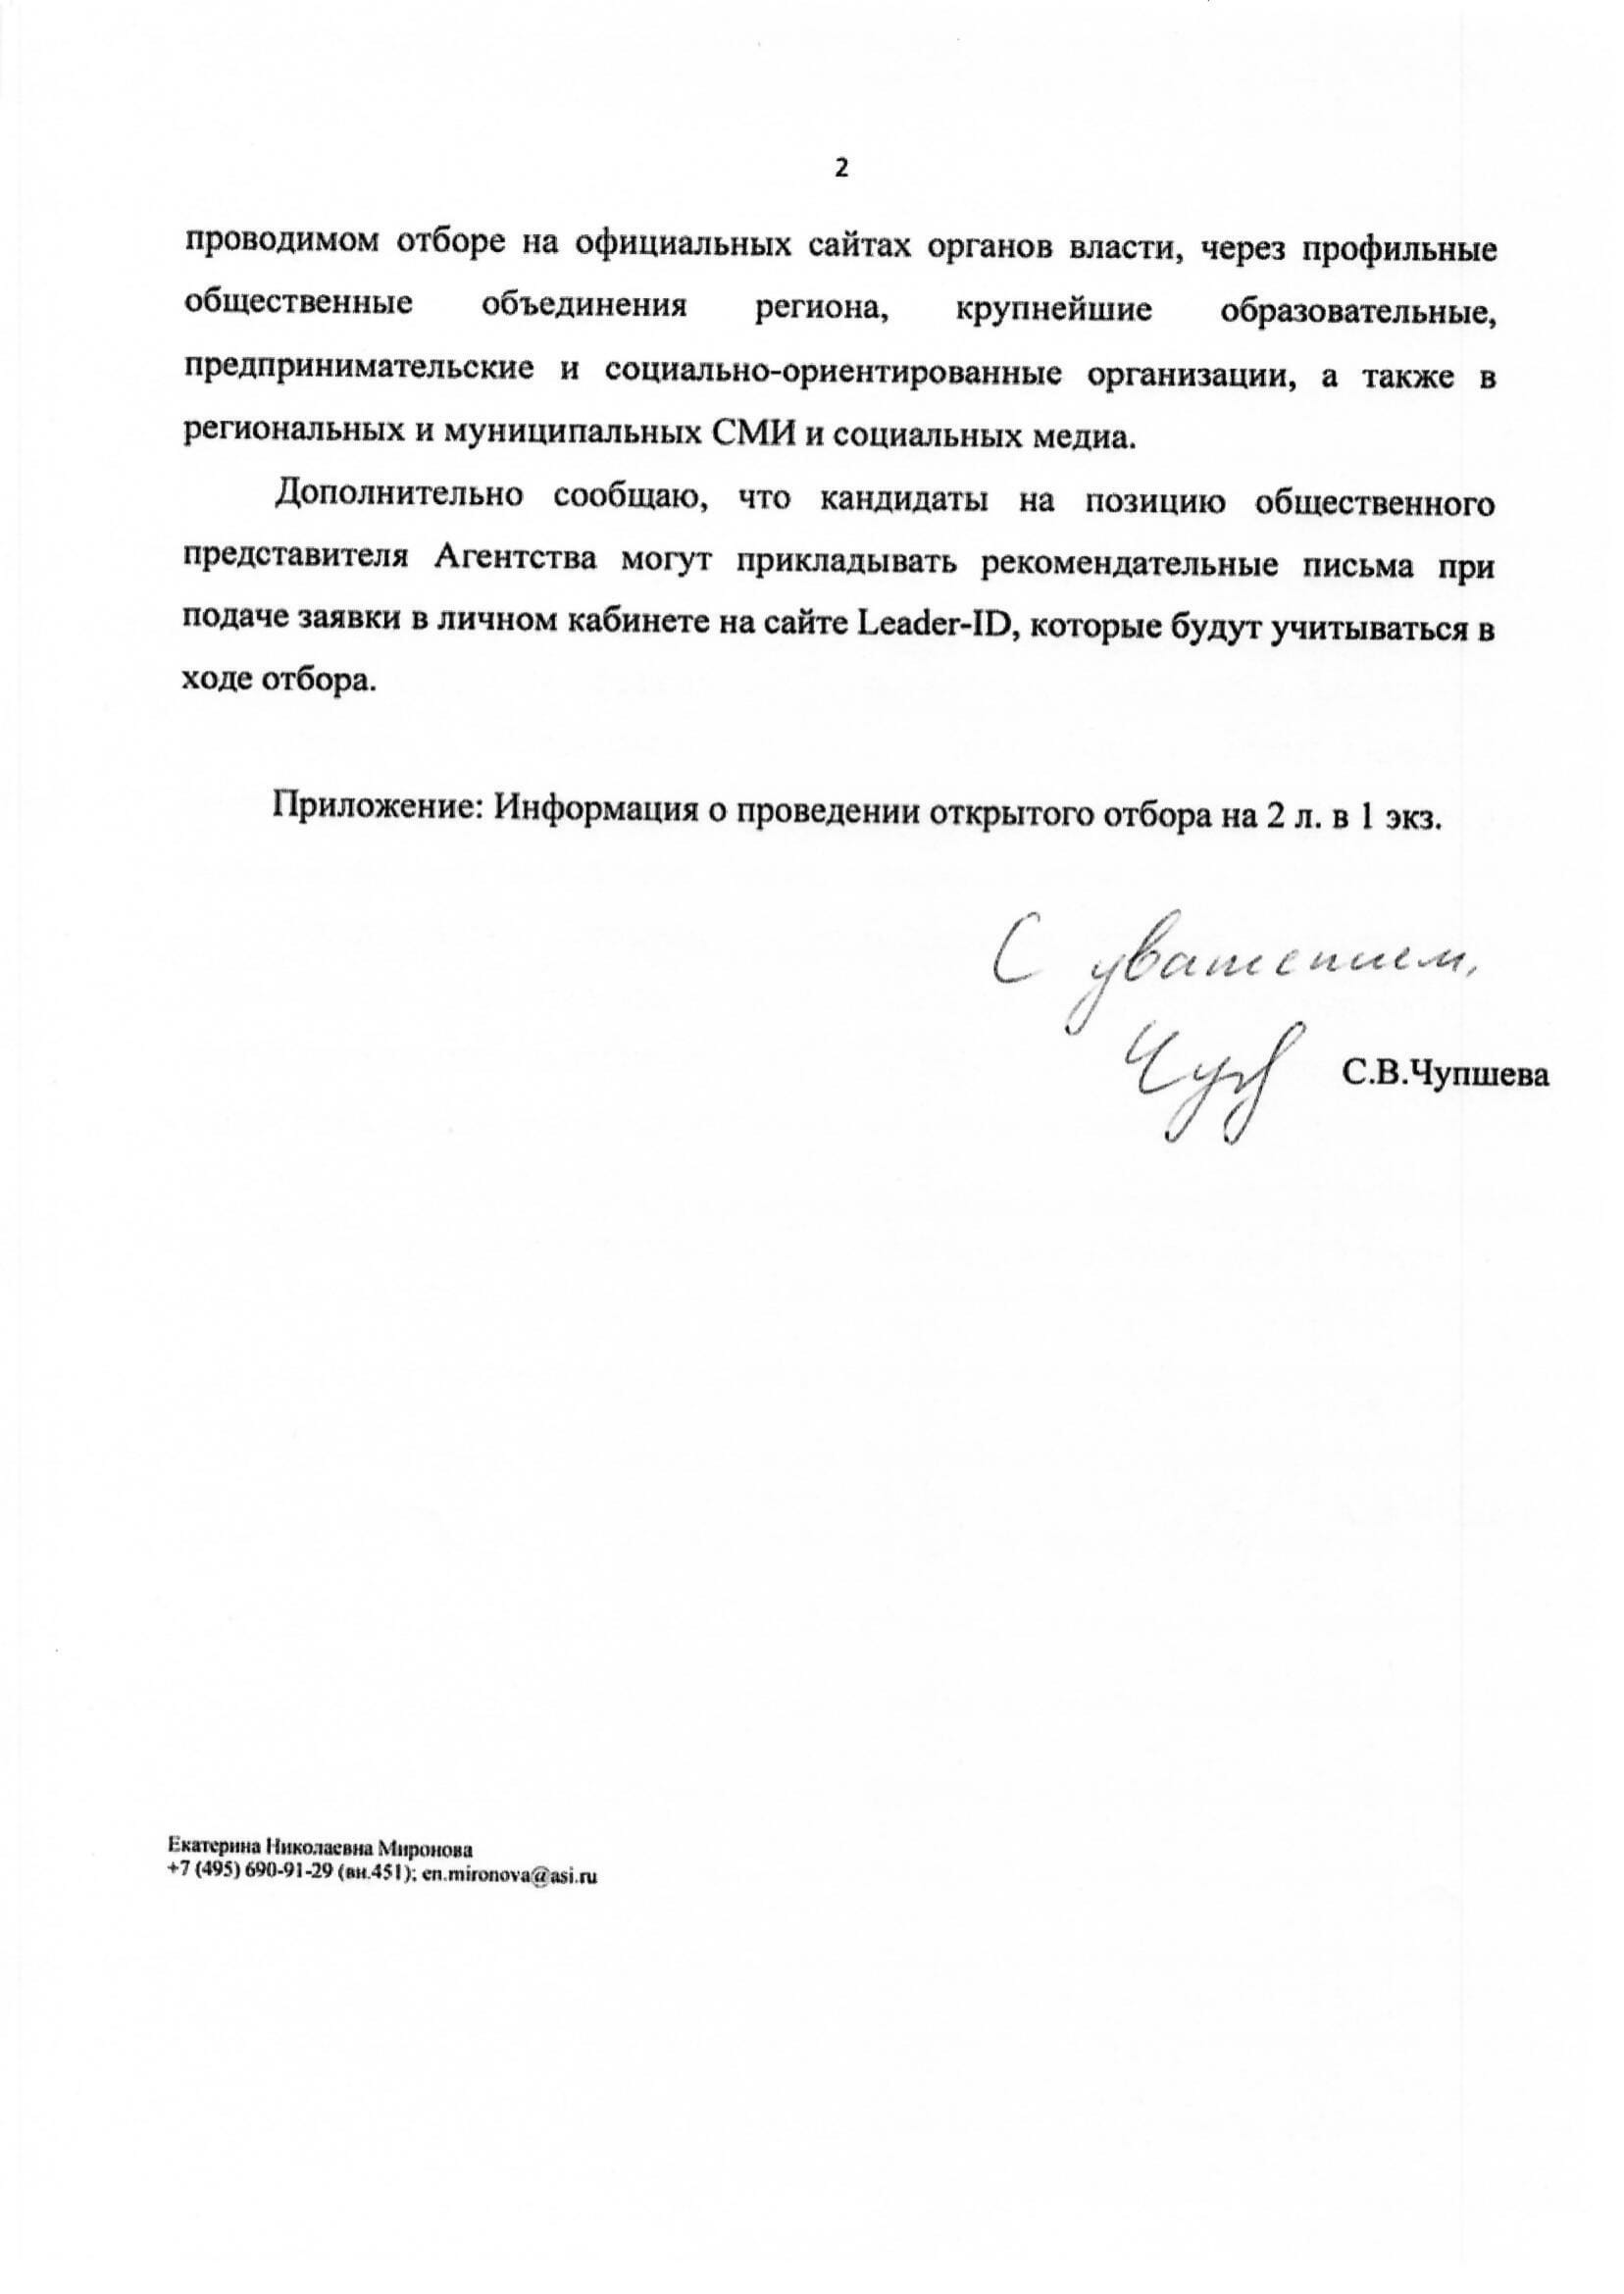 2
проводимом отборе на официальных сайтах органов власти, через профильные
общественные объединения региона, крупнейшие образовательные,
предпринимательские и социально-ориентированные организации, а также в
региональных и муниципальных СМИ и социальных медиа.
Дополнительно сообщаю, что кандидаты на позицию общественного
представителя Агентства могут прикладывать рекомендательные письма при
подаче заявки в личном кабинете на сайте Leader-ID, которые будут учитываться в
ходе отбора.
Приложение: Информация о проведении открытого отбора на 2 л. в 1 экз.
С уважением,
С.В.Чупшева
Екатерина Николаевна Миронова
+7 (495) 690-91-29 (вн.451); en.mironova@asi.ru